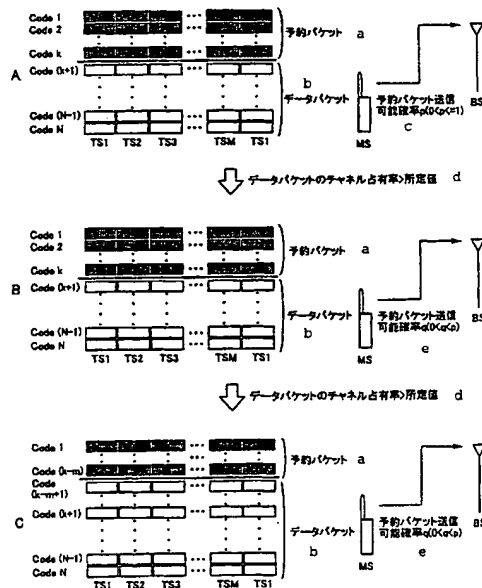 Code 1
Code 2
Code k
予約パケット a
A
Code (k+1)
b
データパケット
Code (N-1)
Code N
TS1 TS2 TS3 ••• TSM TS1
予約パケット送信
可能確率p(0<p<=1)
c
MS
BS
データパケットのチャネル占有率>所定値 d
Code 1
Code 2
Code k
予約パケット a
B
Code (k+1)
データパケット
b
Code (N-1)
Code N
TS1 TS2 TS3 ••• TSM TS1
予約パケット送信
可能確率q(0<q<p)
e
MS
BS
データパケットのチャネル占有率>所定値 d
Code 1
Code (k-m)
予約パケット a
Code
(k-m+1)
C
Code (k+1)
データパケット
b
Code (N-1)
Code N
TS1 TS2 TS3 ••• TSM TS1
予約パケット送信
可能確率q(0<q<p)
e
MS
BS